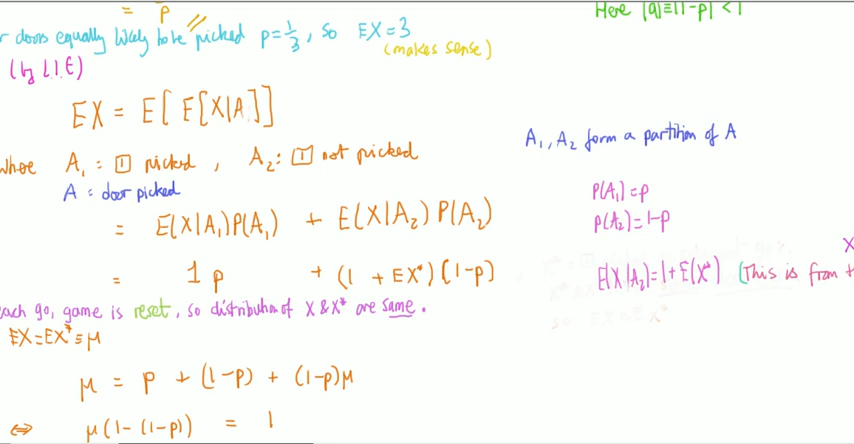 = 1/p
Here |q|≡|1-p| < 1
r doors equally likely to be picked p=1/3, so EX=3
(makes sense)
(by L.I.E)
EX = E[ E[X|A]]
A₁, A₂ form a partition of A
where A₁: [1] picked , A₂: [1] not picked
A = door picked
P(A₁)=p
= E(X|A₁)P(A₁) + E(X|A₂)P(A₂)
P(A₂)=1-p
= 1 p + (1 + EX*)(1-p)
E(X|A₂)=1+E(X*) (This is from t
X
each go, game is reset, so distribution of X & X* are same.
EX=EX*≡μ
μ = p + (1-p) + (1-p)μ
⇔ μ(1-(1-p)) = 1